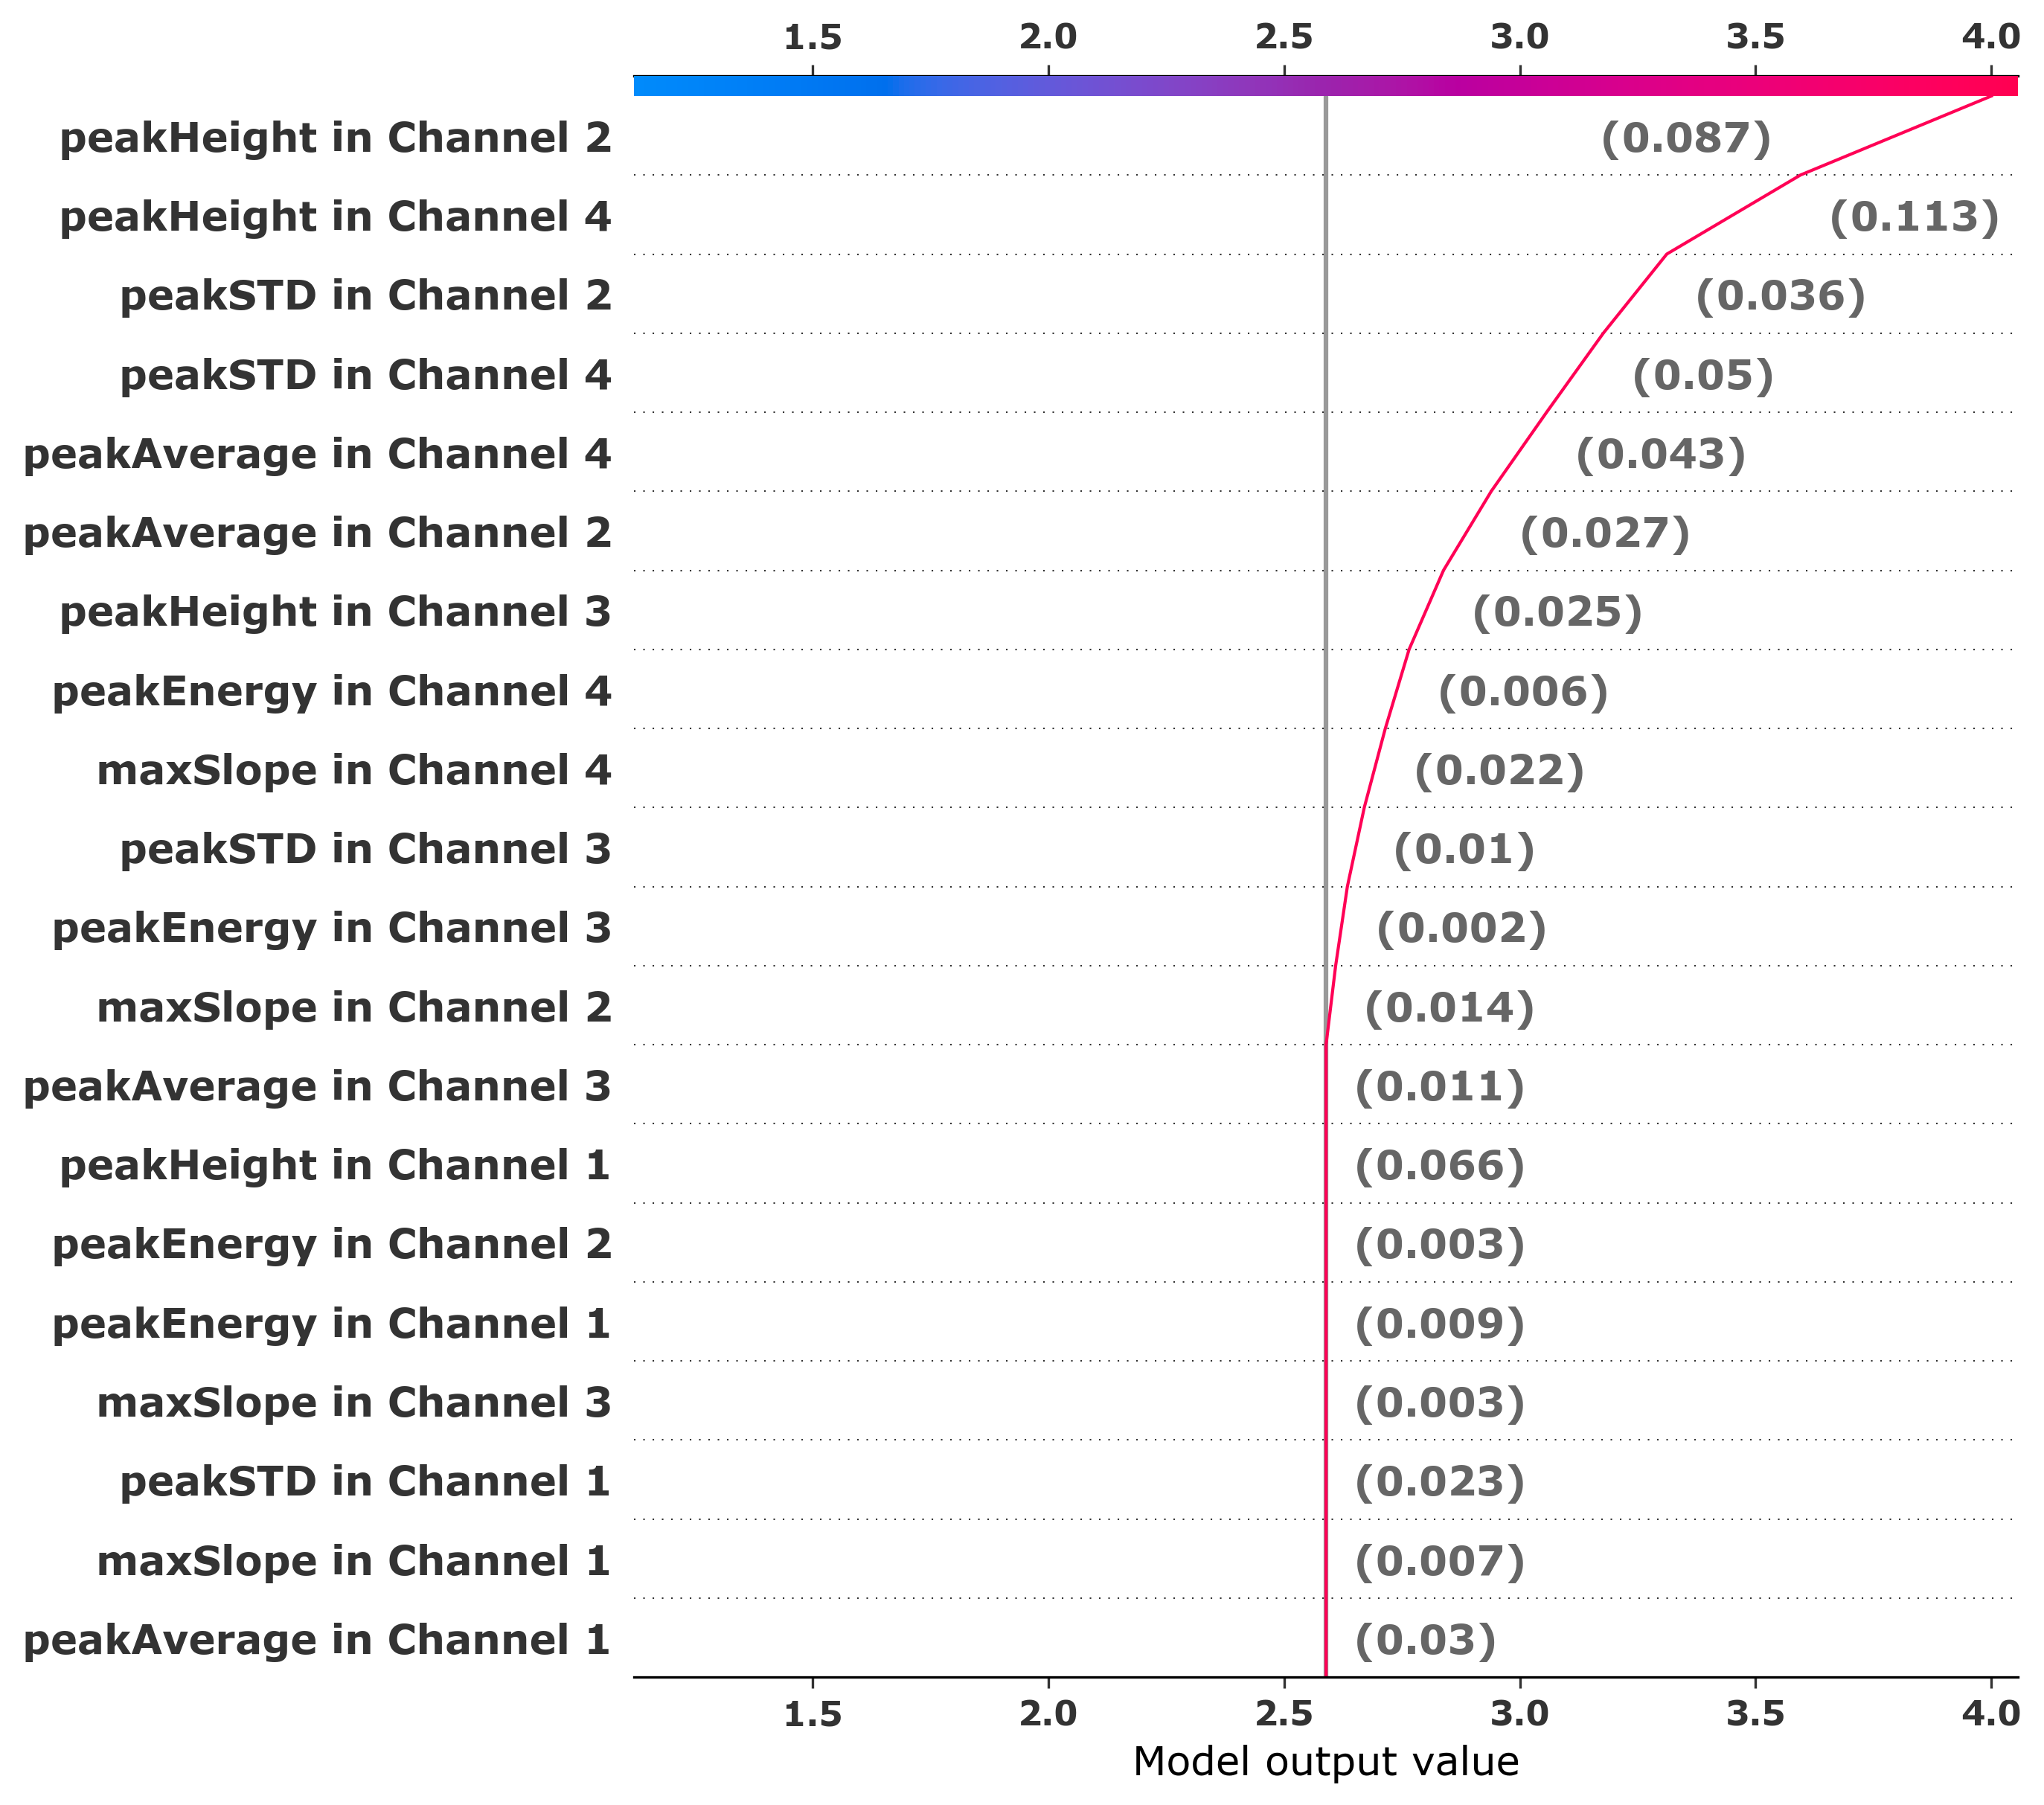 1.5 2.0 2.5 3.0 3.5 4.0
peakHeight in Channel 2 (0.087)
peakHeight in Channel 4 (0.113)
peakSTD in Channel 2 (0.036)
peakSTD in Channel 4 (0.05)
peakAverage in Channel 4 (0.043)
peakAverage in Channel 2 (0.027)
peakHeight in Channel 3 (0.025)
peakEnergy in Channel 4 (0.006)
maxSlope in Channel 4 (0.022)
peakSTD in Channel 3 (0.01)
peakEnergy in Channel 3 (0.002)
maxSlope in Channel 2 (0.014)
peakAverage in Channel 3 (0.011)
peakHeight in Channel 1 (0.066)
peakEnergy in Channel 2 (0.003)
peakEnergy in Channel 1 (0.009)
maxSlope in Channel 3 (0.003)
peakSTD in Channel 1 (0.023)
maxSlope in Channel 1 (0.007)
peakAverage in Channel 1 (0.03)
1.5 2.0 2.5 3.0 3.5 4.0
Model output value